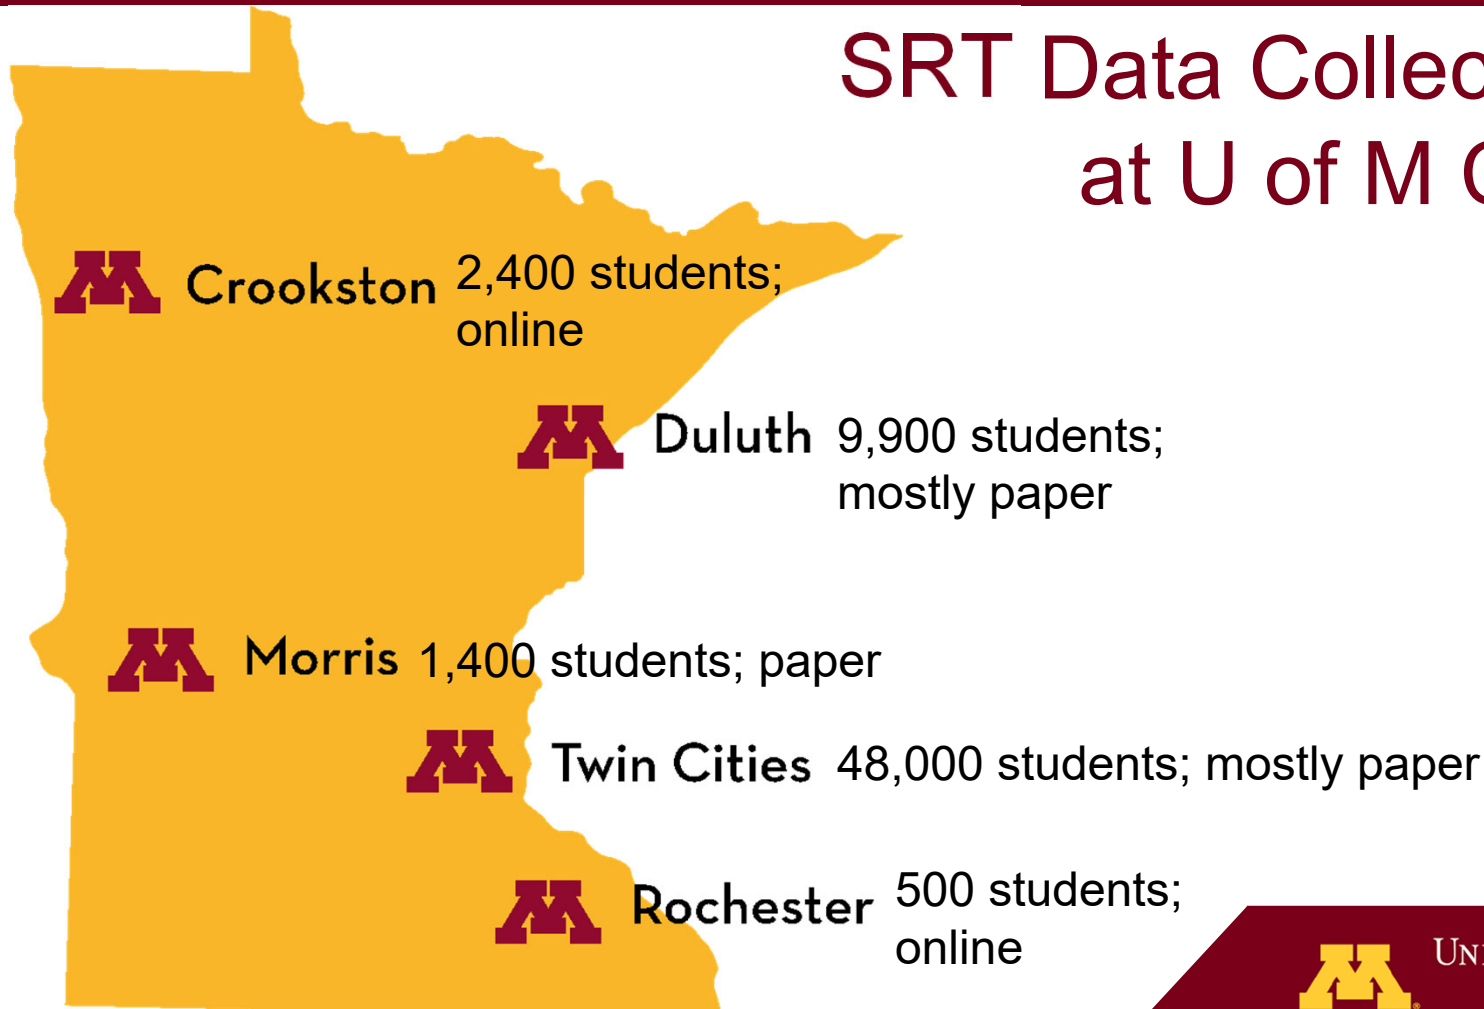 SRT Data Collec
at U of M
Crookston 2,400 students;
online
Duluth 9,900 students;
mostly paper
Morris 1,400 students; paper
Twin Cities 48,000 students; mostly paper
Rochester 500 students;
online